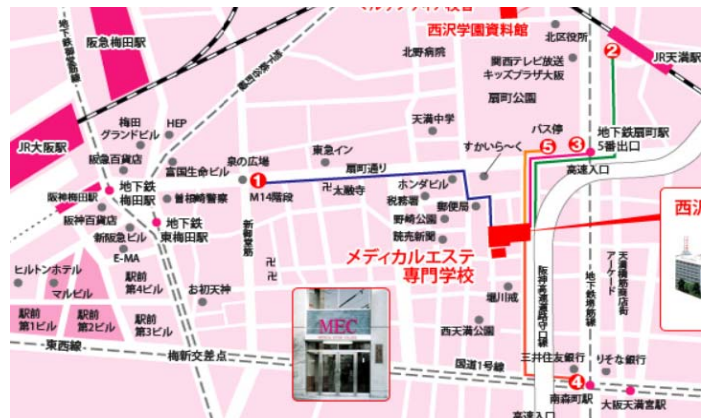 西沢学園資料館
阪急梅田駅
北野病院
北区役所
関西テレビ放送
キッズプラザ大阪
扇町公園
2
JR天満駅
JR大阪駅
梅田
グランドビル
HEP
阪急百貨店
富国生命ビル
泉の広場
東急イン
天満中学
すかいら～く
バス停
5
3
地下鉄扇町駅
5番出口
高速入口
扇町通り
1
M14階段
卍太融寺
ホンダビル
税務署
郵便局
野崎公園
読売新聞
地下鉄
梅田駅
阪神梅田駅
阪神百貨店
曽根崎警察
地下鉄
東梅田駅
新阪急ビル
E-MA
新御堂筋
メディカルエステ
専門学校
西沢
ヒルトンホテル
マルビル
駅前
第4ビル
お初天神
卍
卍
駅前
第1ビル
駅前
第2ビル
駅前
第3ビル
MEC
堀川戎
西天満公園
阪神高速道路守口線
地下鉄堺筋線
天神橋筋商店街
アーケード
東西線
梅新交差点
国道1号線
三井住友銀行
りそな銀行
4
南森町駅
大阪天満宮駅
高速入口